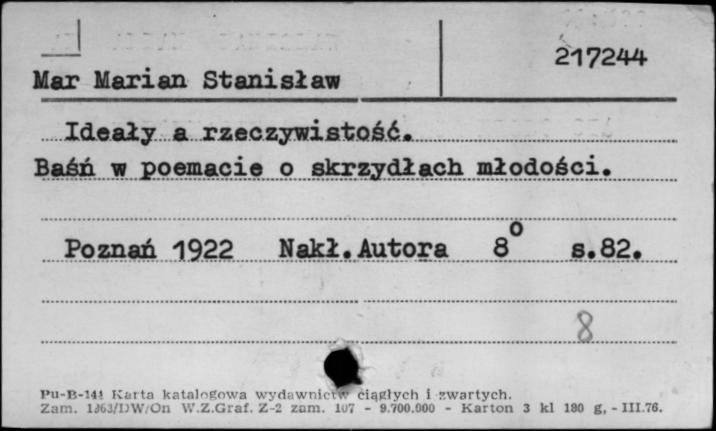 217244
Mar Marian Stanisław
Ideały a rzeczywistość.
Baśń w poemacie o skrzydłach młodości.
Poznań 1922 Nakł.Autora 8° s.82.
8
Pu-B-141 Karta katalogowa wydawnictw ciągłych i zwartych.
Zam. 1363/DW/On W.Z.Graf. Z-2 zam. 107 - 9.700.000 - Karton 3 kl 180 g, - III.76.